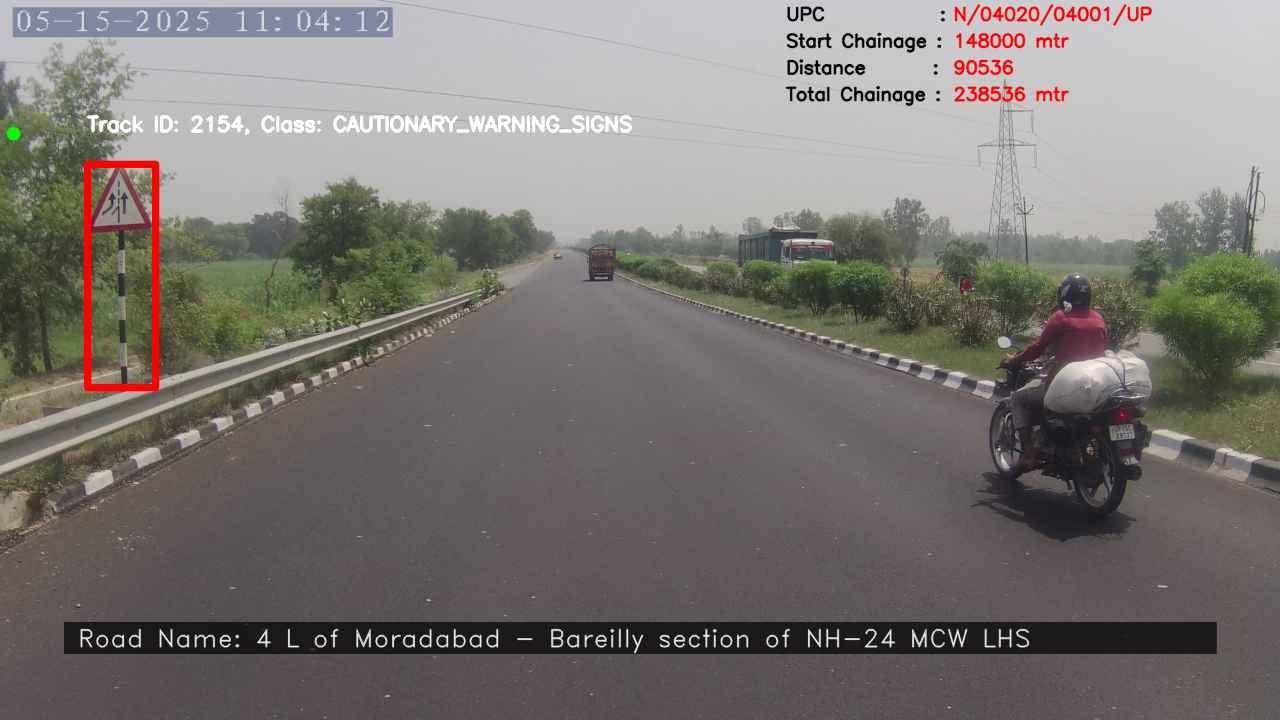 05-15-2025 11:04:12
UPC : N/04020/04001/UP
Start Chainage : 148000 mtr
Distance : 90536
Total Chainage : 238536 mtr
Track ID: 2154, Class: CAUTIONARY_WARNING_SIGNS
Road Name: 4 L of Moradabad - Bareilly section of NH-24 MCW LHS